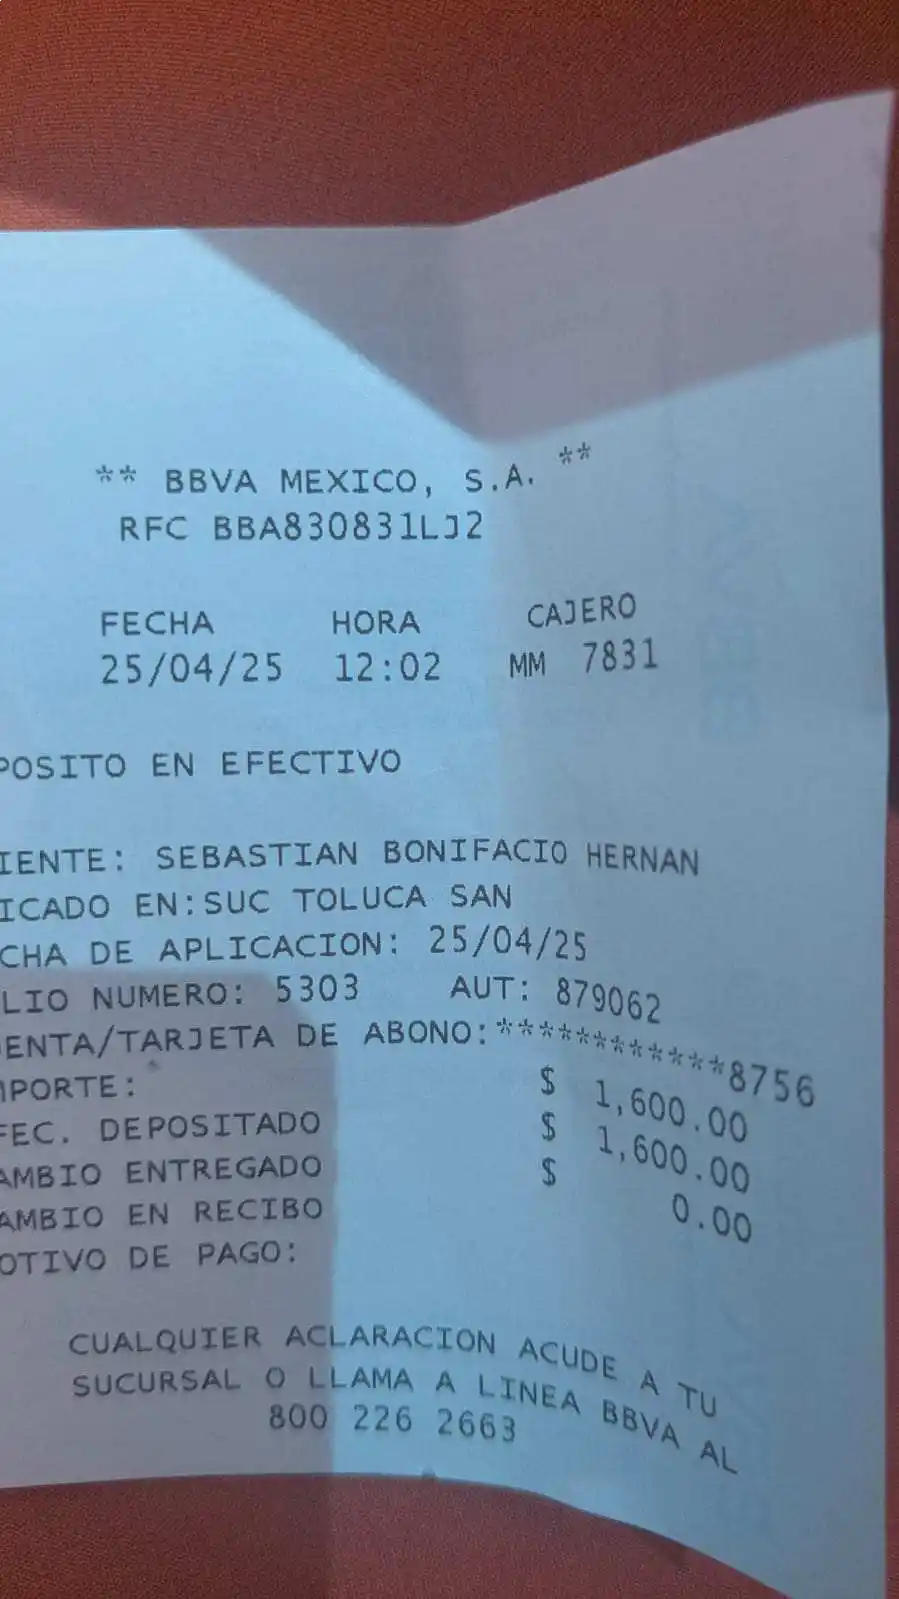 ** BBVA MEXICO, S.A. **
RFC BBA830831LJ2
FECHA HORA CAJERO
25/04/25 12:02 MM 7831
POSITO EN EFECTIVO
IENTE: SEBASTIAN BONIFACIO HERNAN
ICADO EN:SUC TOLUCA SAN
CHA DE APLICACION: 25/04/25
LIO NUMERO: 5303 AUT: 879062
ENTA/TARJETA DE ABONO:************8756
MPORTE: $ 1,600.00
FEC. DEPOSITADO $ 1,600.00
AMBIO ENTREGADO $ 0.00
AMBIO EN RECIBO
OTIVO DE PAGO:
CUALQUIER ACLARACION ACUDE A TU
SUCURSAL O LLAMA A LINEA BBVA AL
800 226 2663